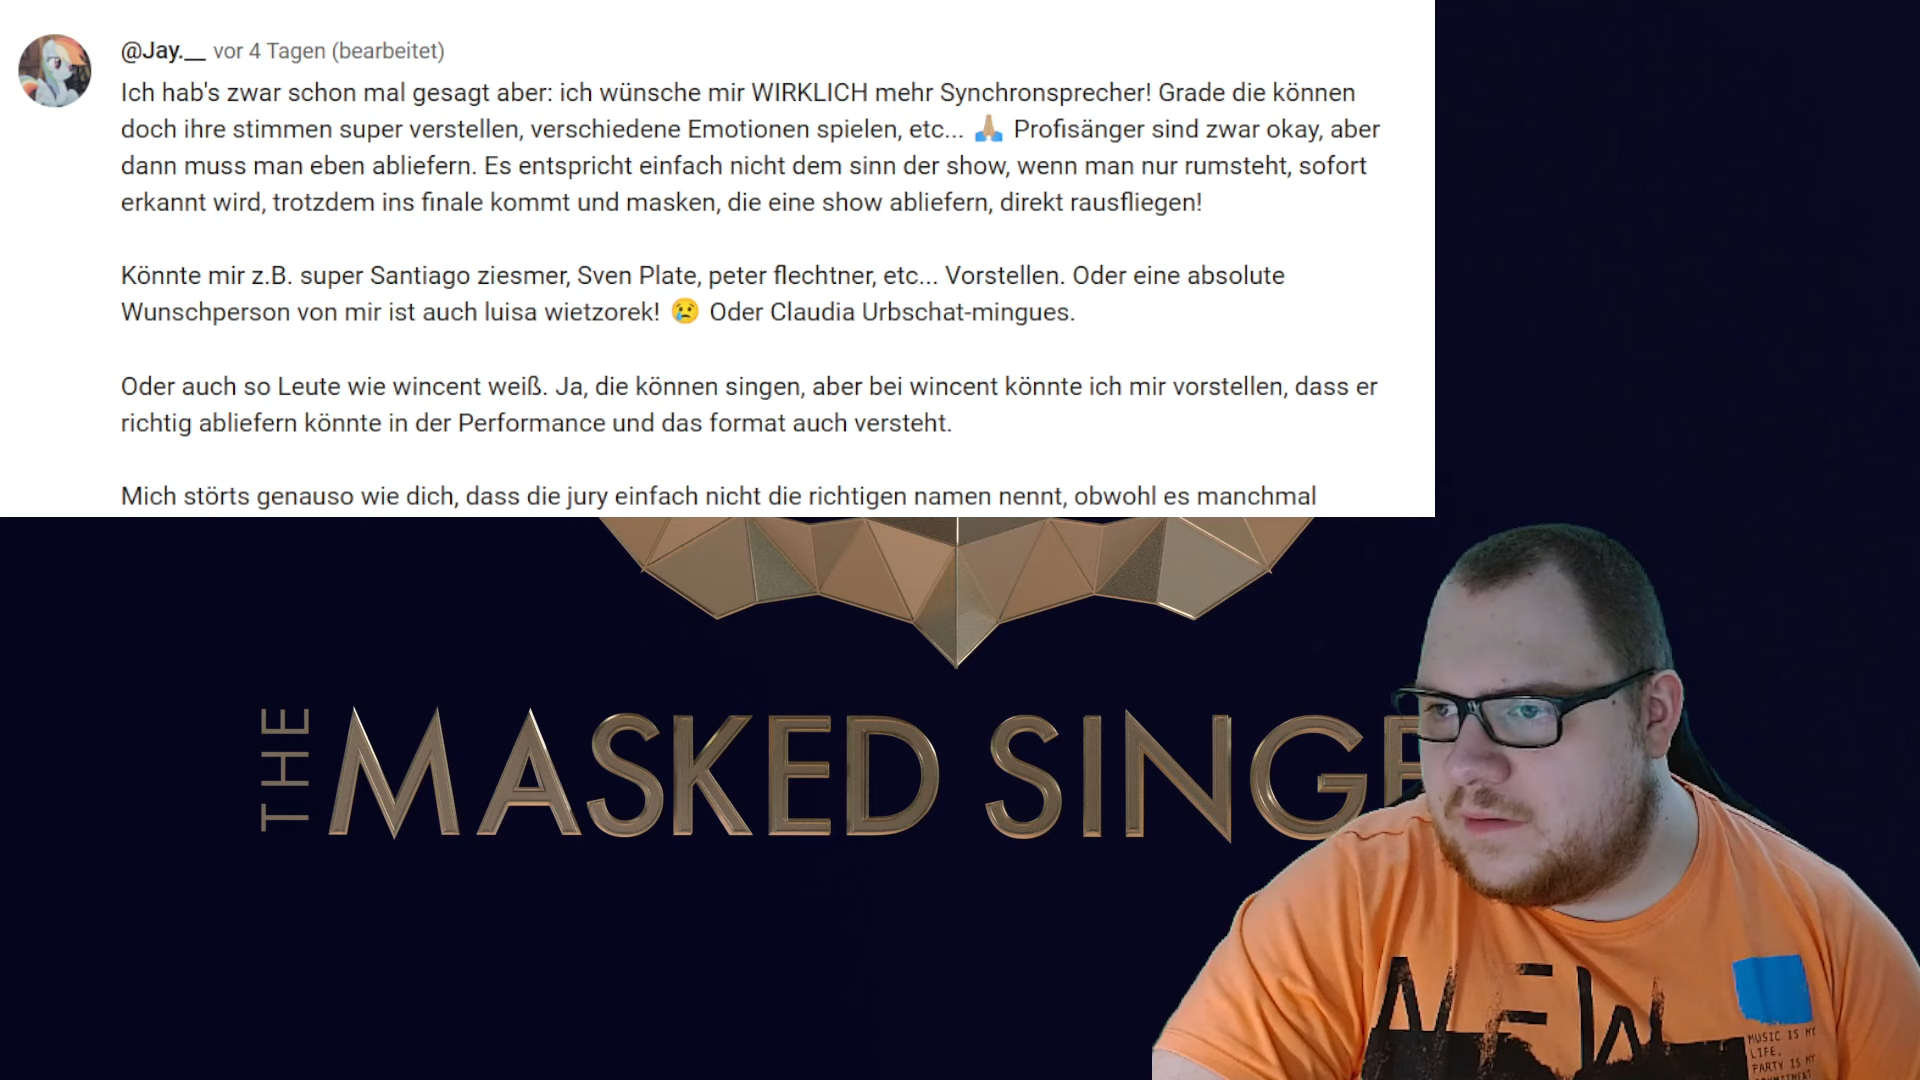 @Jay.__ vor 4 Tagen (bearbeitet)
Ich hab's zwar schon mal gesagt aber: ich wünsche mir WIRKLICH mehr Synchronsprecher! Grade die können
doch ihre stimmen super verstellen, verschiedene Emotionen spielen, etc... 🙏🏼 Profisänger sind zwar okay, aber
dann muss man eben abliefern. Es entspricht einfach nicht dem sinn der show, wenn man nur rumsteht, sofort
erkannt wird, trotzdem ins finale kommt und masken, die eine show abliefern, direkt rausfliegen!
Könnte mir z.B. super Santiago ziesmer, Sven Plate, peter flechtner, etc... Vorstellen. Oder eine absolute
Wunschperson von mir ist auch luisa wietzorek! 😢 Oder Claudia Urbschat-mingues.
Oder auch so Leute wie wincent weiß. Ja, die können singen, aber bei wincent könnte ich mir vorstellen, dass er
richtig abliefern könnte in der Performance und das format auch versteht.
Mich störts genauso wie dich, dass die jury einfach nicht die richtigen namen nennt, obwohl es manchmal
THE MASKED SINGE
NEW
MUSIC IS MY
LIFE.
PARTY IS MY